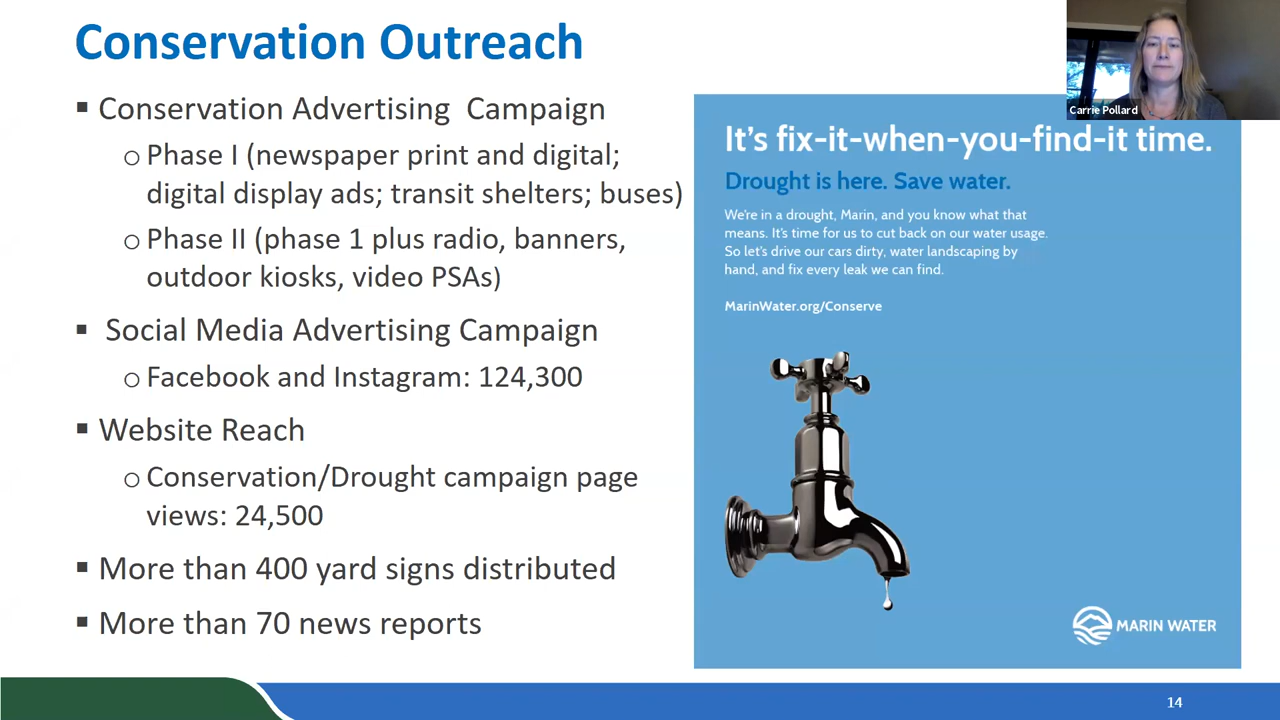 Conservation Outreach
▪ Conservation Advertising Campaign
o Phase I (newspaper print and digital;
digital display ads; transit shelters; buses)
o Phase II (phase 1 plus radio, banners,
outdoor kiosks, video PSAs)
▪ Social Media Advertising Campaign
o Facebook and Instagram: 124,300
▪ Website Reach
o Conservation/Drought campaign page
views: 24,500
▪ More than 400 yard signs distributed
▪ More than 70 news reports
Carrie Pollard
It's fix-it-when-you-find-it time.
Drought is here. Save water.
We're in a drought, Marin, and you know what that
means. It's time for us to cut back on our water usage.
So let's drive our cars dirty, water landscaping by
hand, and fix every leak we can find.
MarinWater.org/Conserve
MARIN WATER
14